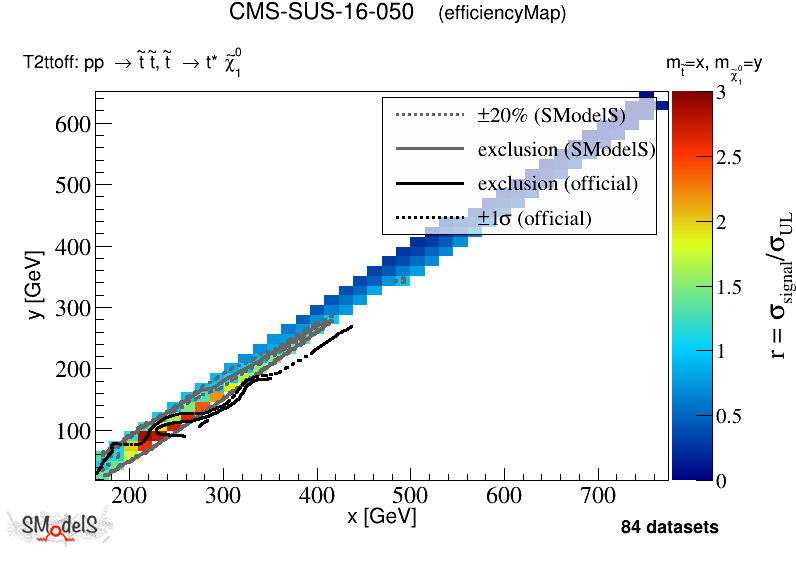 CMS-SUS-16-050 (efficiencyMap)
T2ttoff: pp → t̃ t̃, t̃ → t* χ̃⁰₁
m_t̃=x, m_χ̃⁰₁=y
±20% (SModelS)
exclusion (SModelS)
exclusion (official)
±1σ (official)
y [GeV]
600
500
400
300
200
100
200 300 400 500 600 700
x [GeV]
3
2.5
2
1.5
1
0.5
0
r = σ_signal/σ_UL
SModelS
84 datasets